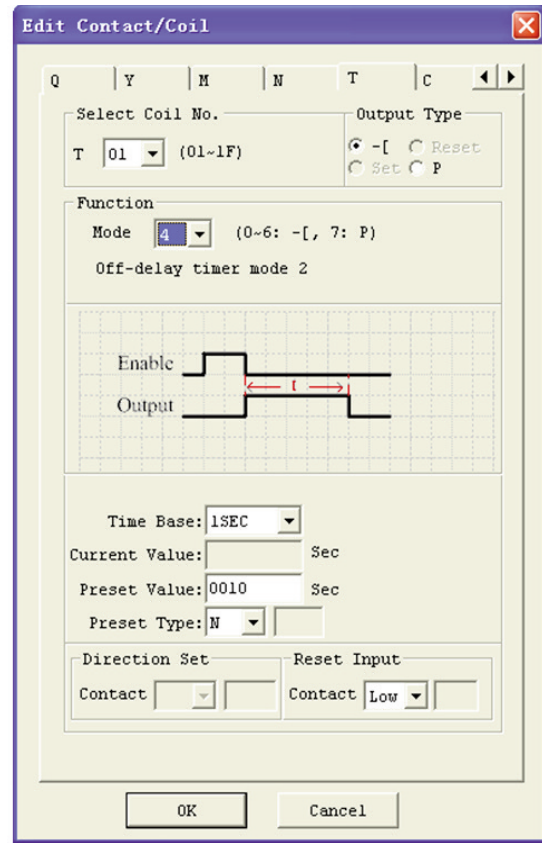 Edit Contact/Coil
Q Y M N T C
Select Coil No. Output Type
T 01 (01~1F) -[ Reset
Set P
Function
Mode 4 (0~6: -[, 7: P)
Off-delay timer mode 2
Enable
t
Output
Time Base: 1SEC
Current Value: Sec
Preset Value: 0010 Sec
Preset Type: N
Direction Set Reset Input
Contact Contact Low
OK Cancel